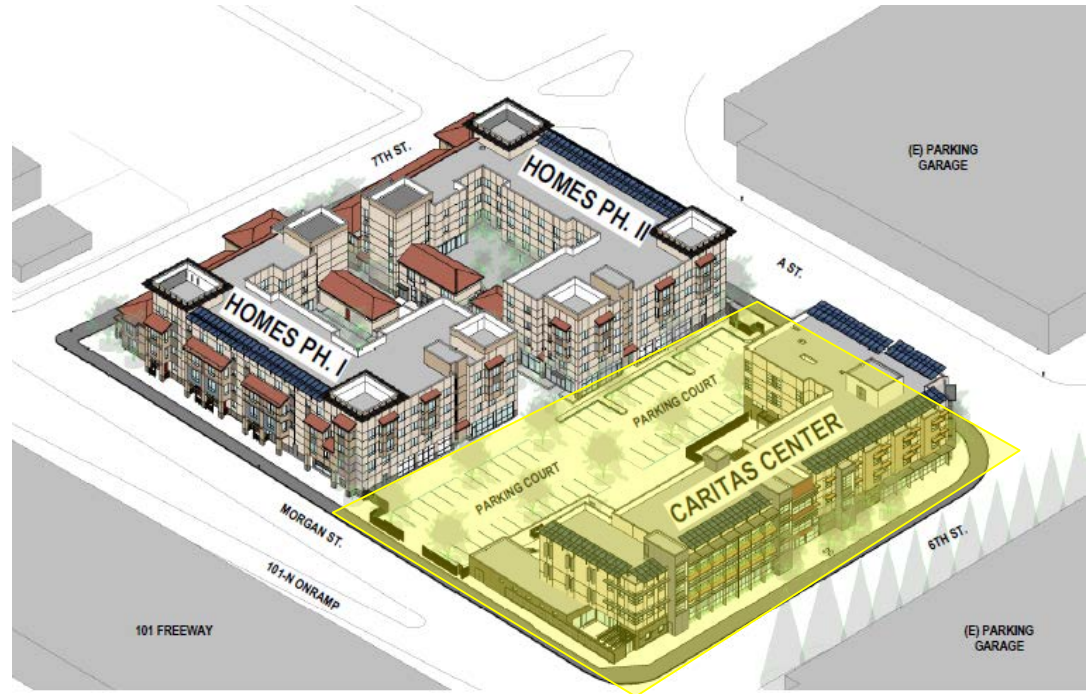 7TH ST.
(E) PARKING
GARAGE
HOMES PH. II
A ST.
HOMES PH. I
PARKING COURT
PARKING COURT
CARITAS CENTER
MORGAN ST.
6TH ST.
101-N ONRAMP
101 FREEWAY
(E) PARKING
GARAGE